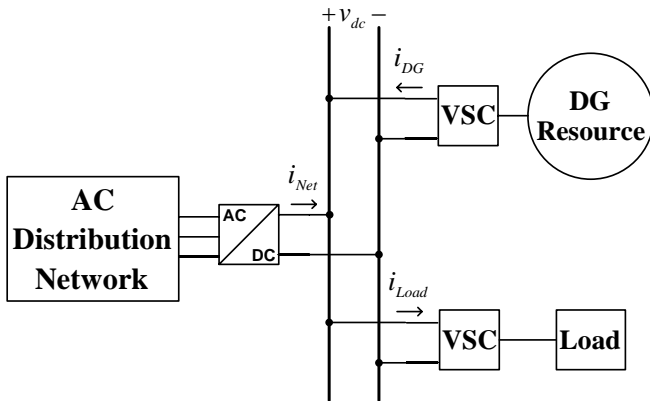 + v_dc −
i_DG
VSC
DG
Resource
i_Net
AC
Distribution
Network
AC
DC
i_Load
VSC
Load